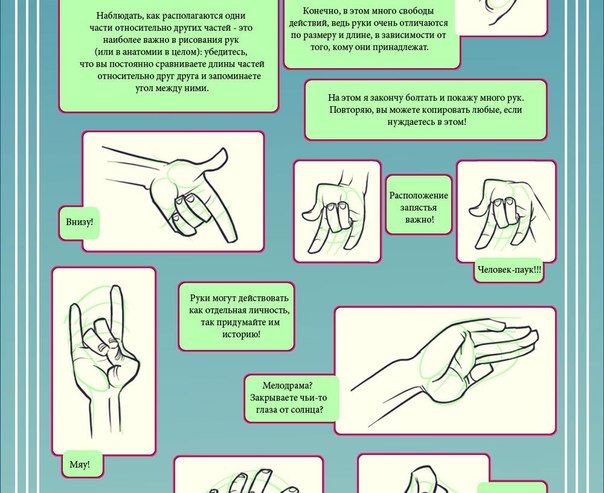 Наблюдать, как располагаются одни
части относительно других частей - это
наиболее важно в рисования рук
(или в анатомии в целом): убедитесь,
что вы постоянно сравниваете длины частей
относительно друг друга и запоминаете
угол между ними.
Конечно, в этом много свободы
действий, ведь руки очень отличаются
по размеру и длине, в зависимости от
того, кому они принадлежат.
На этом я закончу болтать и покажу много рук.
Повторяю, вы можете копировать любые, если
нуждаетесь в этом!
Внизу!
Расположение
запястья
важно!
Человек-паук!!!
Руки могут действовать
как отдельная личность,
так придумайте им
историю!
Мелодрама?
Закрываете чьи-то
глаза от солнца?
Мяу!